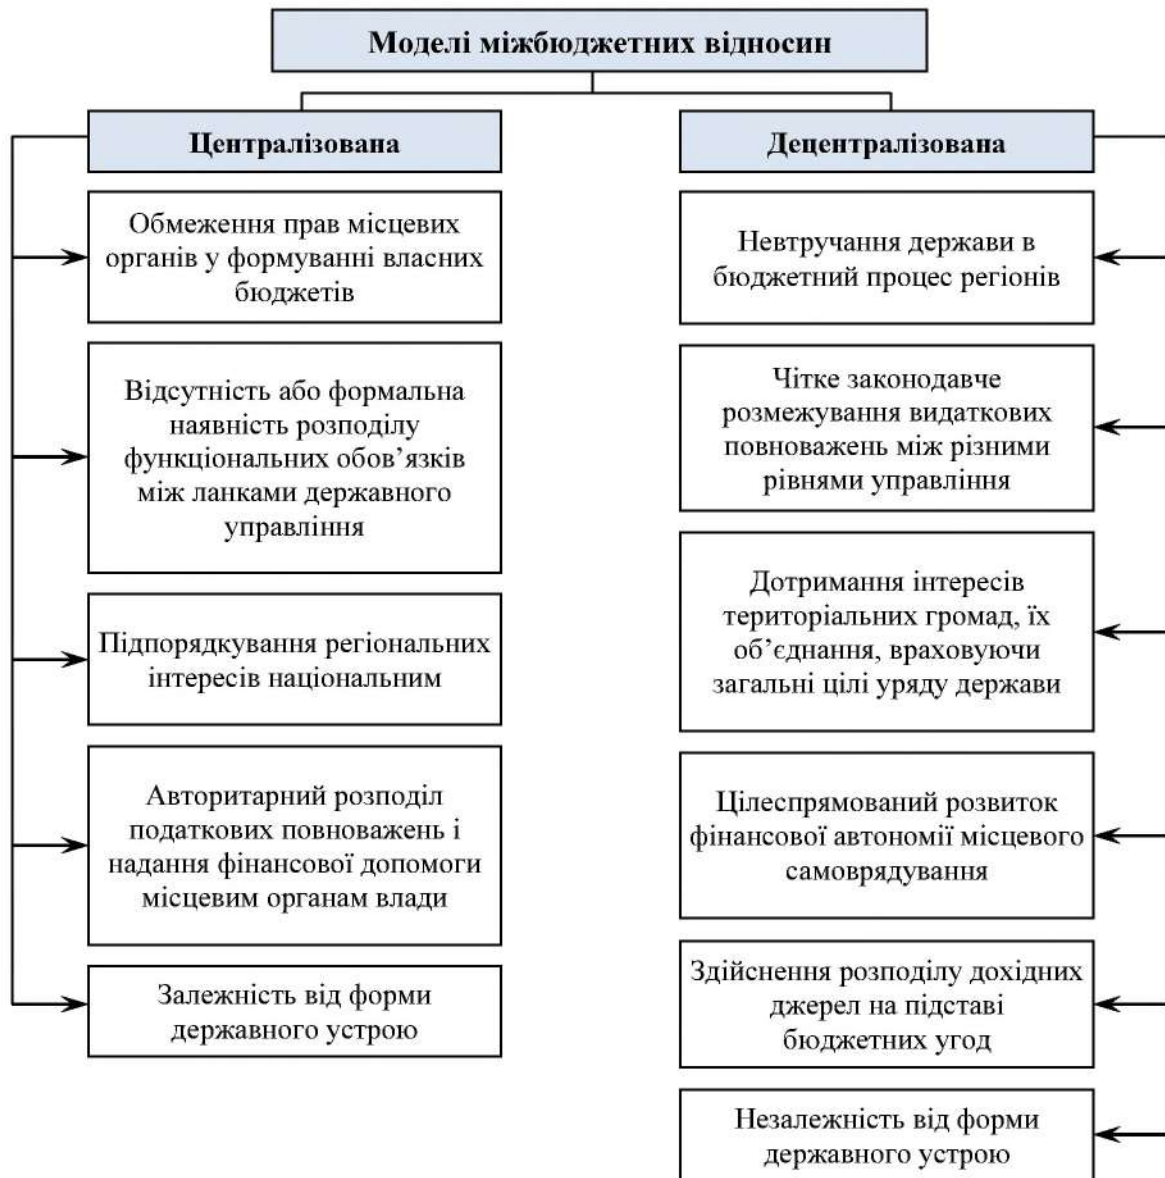 Моделі міжбюджетних відносин
Централізована
Обмеження прав місцевих
органів у формуванні власних
бюджетів
Відсутність або формальна
наявність розподілу
функціональних обов’язків
між ланками державного
управління
Підпорядкування регіональних
інтересів національним
Авторитарний розподіл
податкових повноважень і
надання фінансової допомоги
місцевим органам влади
Залежність від форми
державного устрою
Децентралізована
Невтручання держави в
бюджетний процес регіонів
Чітке законодавче
розмежування видаткових
повноважень між різними
рівнями управління
Дотримання інтересів
територіальних громад, їх
об’єднання, враховуючи
загальні цілі уряду держави
Цілеспрямований розвиток
фінансової автономії місцевого
самоврядування
Здійснення розподілу дохідних
джерел на підставі
бюджетних угод
Незалежність від форми
державного устрою